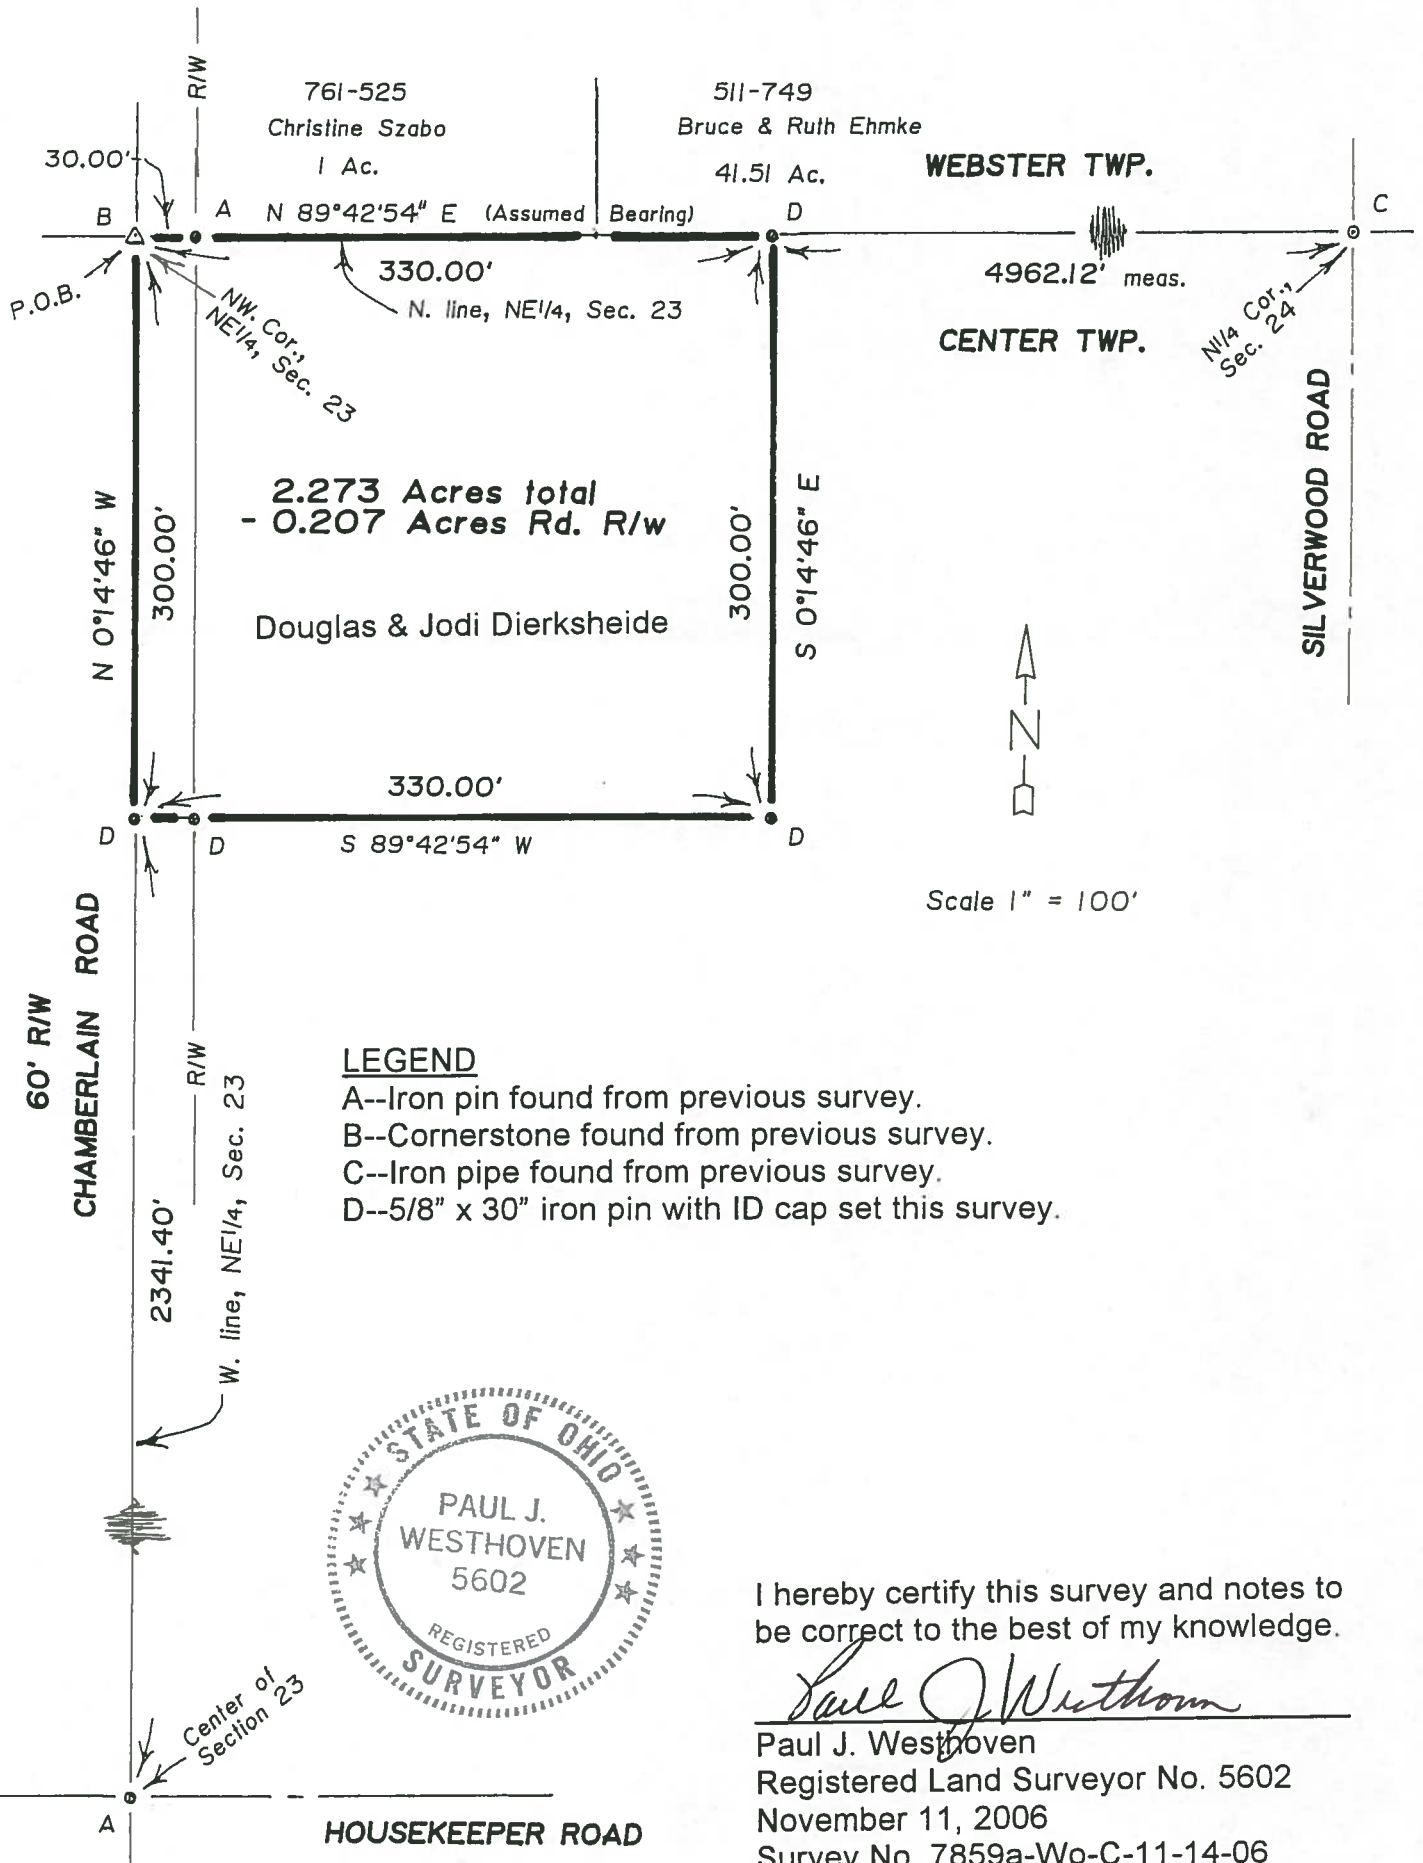 R/W
761-525
Christine Szabo
1 Ac.
511-749
Bruce & Ruth Ehmke
41.51 Ac.
WEBSTER TWP.
30.00'
B
A
N 89°42'54" E (Assumed Bearing)
D
C
330.00'
4962.12' meas.
P.O.B.
N. line, NE1/4, Sec. 23
NW. Cor.,
NE1/4, Sec. 23
CENTER TWP.
N1/4 Cor.,
Sec. 24
SILVERWOOD ROAD
2.273 Acres total
- 0.207 Acres Rd. R/w
N 0°14'46" W
300.00'
300.00'
S 0°14'46" E
Douglas & Jodi Dierksheide
N
330.00'
D
D
S 89°42'54" W
D
Scale 1" = 100'
60' R/W
CHAMBERLAIN ROAD
R/W
2341.40'
W. line, NE1/4, Sec. 23
LEGEND
A--Iron pin found from previous survey.
B--Cornerstone found from previous survey.
C--Iron pipe found from previous survey.
D--5/8" x 30" iron pin with ID cap set this survey.
STATE OF OHIO
PAUL J.
WESTHOVEN
5602
REGISTERED
SURVEYOR
I hereby certify this survey and notes to
be correct to the best of my knowledge.
Paul J. Westhoven
Paul J. Westhoven
Registered Land Surveyor No. 5602
November 11, 2006
Survey No. 7859a-Wo-C-11-14-06
Center of
Section 23
A
HOUSEKEEPER ROAD